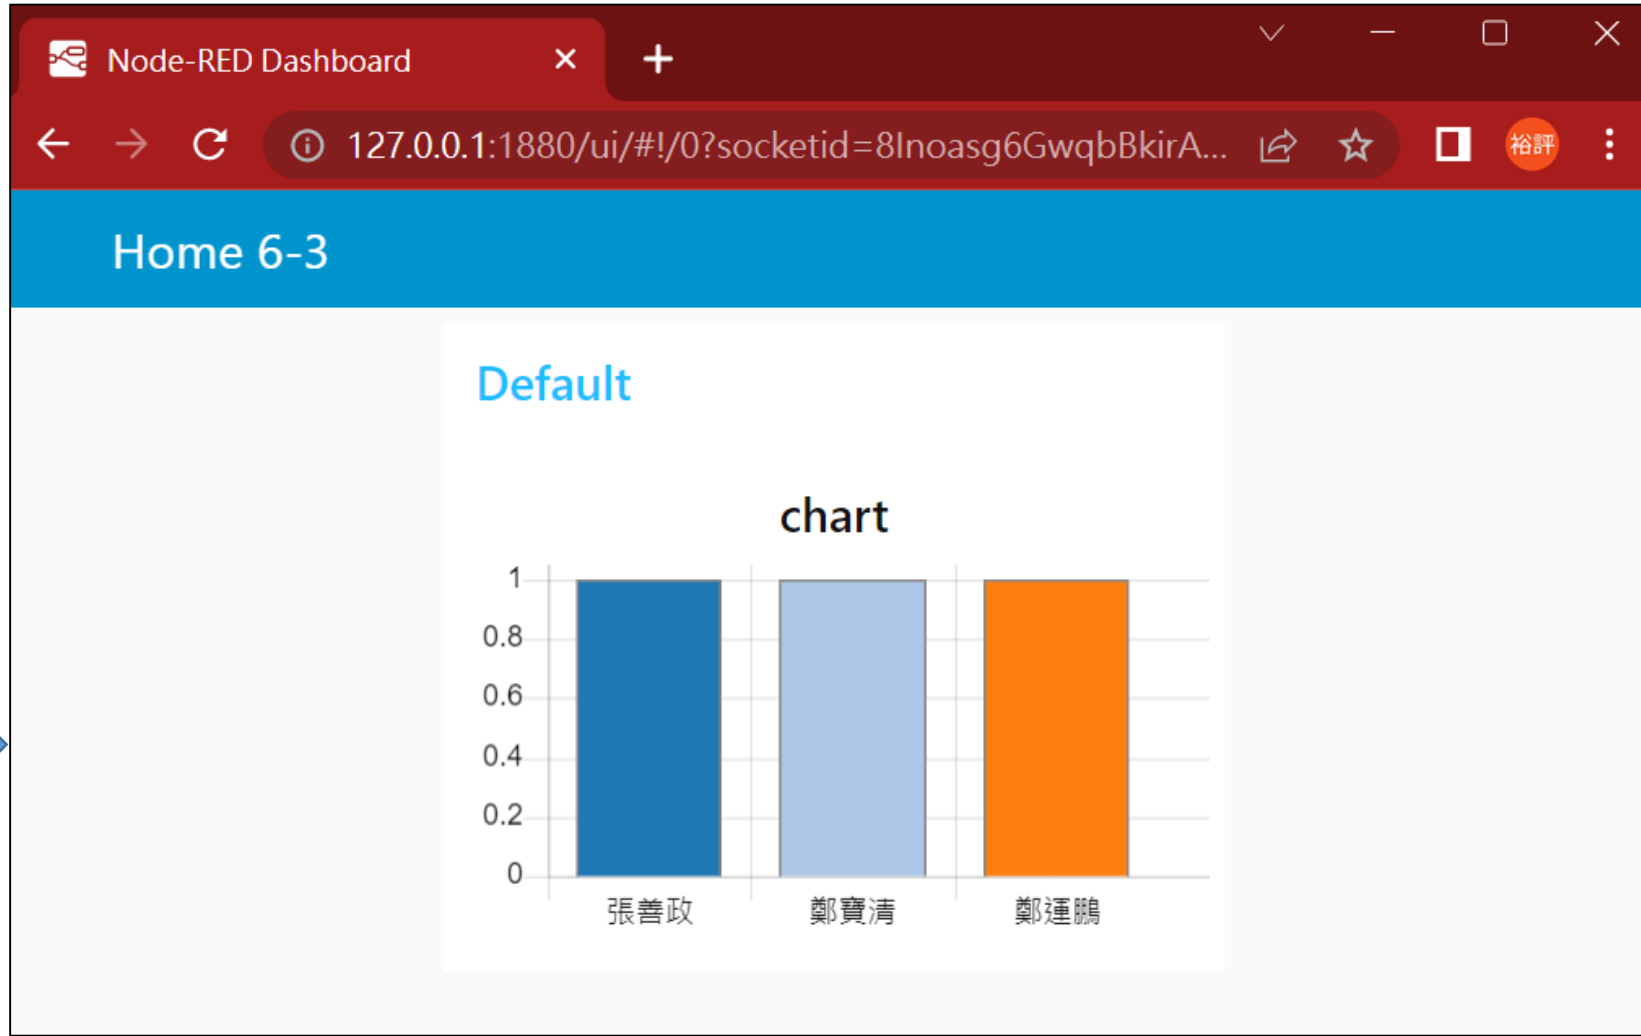 Node-RED Dashboard
127.0.0.1:1880/ui/#!/0?socketid=8Inoasg6GwqbBkirA...
裕評
Home 6-3
Default
chart
1
0.8
0.6
0.4
0.2
0
張善政 鄭寶清 鄭運鵬